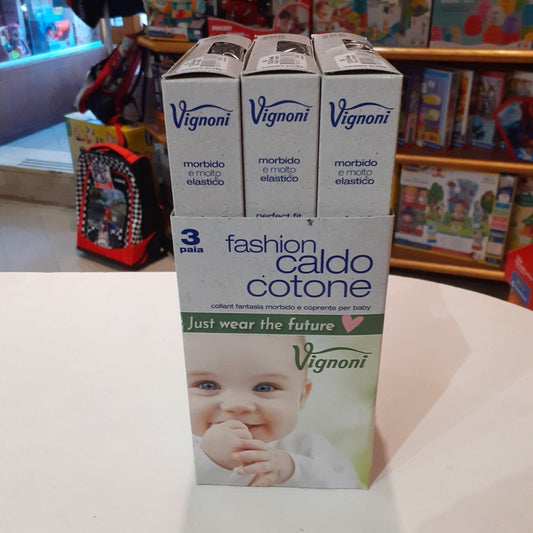 Vignoni
morbido
e molto
elastico
Vignoni
morbido
e molto
elastico
perfect fit
Vignoni
morbido
e molto
elastico
3
paia
fashion
caldo
cotone
collant fantasia morbido e coprente per baby
Just wear the future
Vignoni